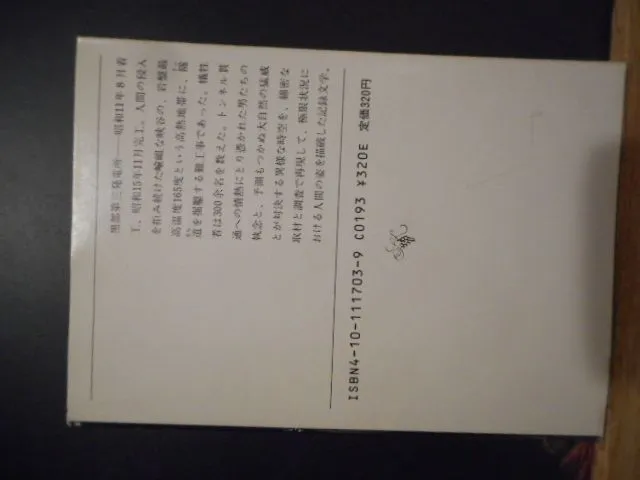 黒部第三発電所——昭和11年8月着
工、昭和15年11月完工。人間の侵入
を拒み続けた嶮岨な峡谷の、岩盤最
高温度165度という高熱地帯に、隧
道を掘鑿する難工事であった。犠牲
者は300余名を数えた。トンネル貫
通への情熱にとり憑かれた男たちの
執念と、予測もつかぬ大自然の猛威
とが対決する異様な時空を、綿密な
取材と調査で再現して、極限状況に
おける人間の姿を描破した記録文学。
ISBN4-10-111703-9 C0193 ¥320E 定価320円